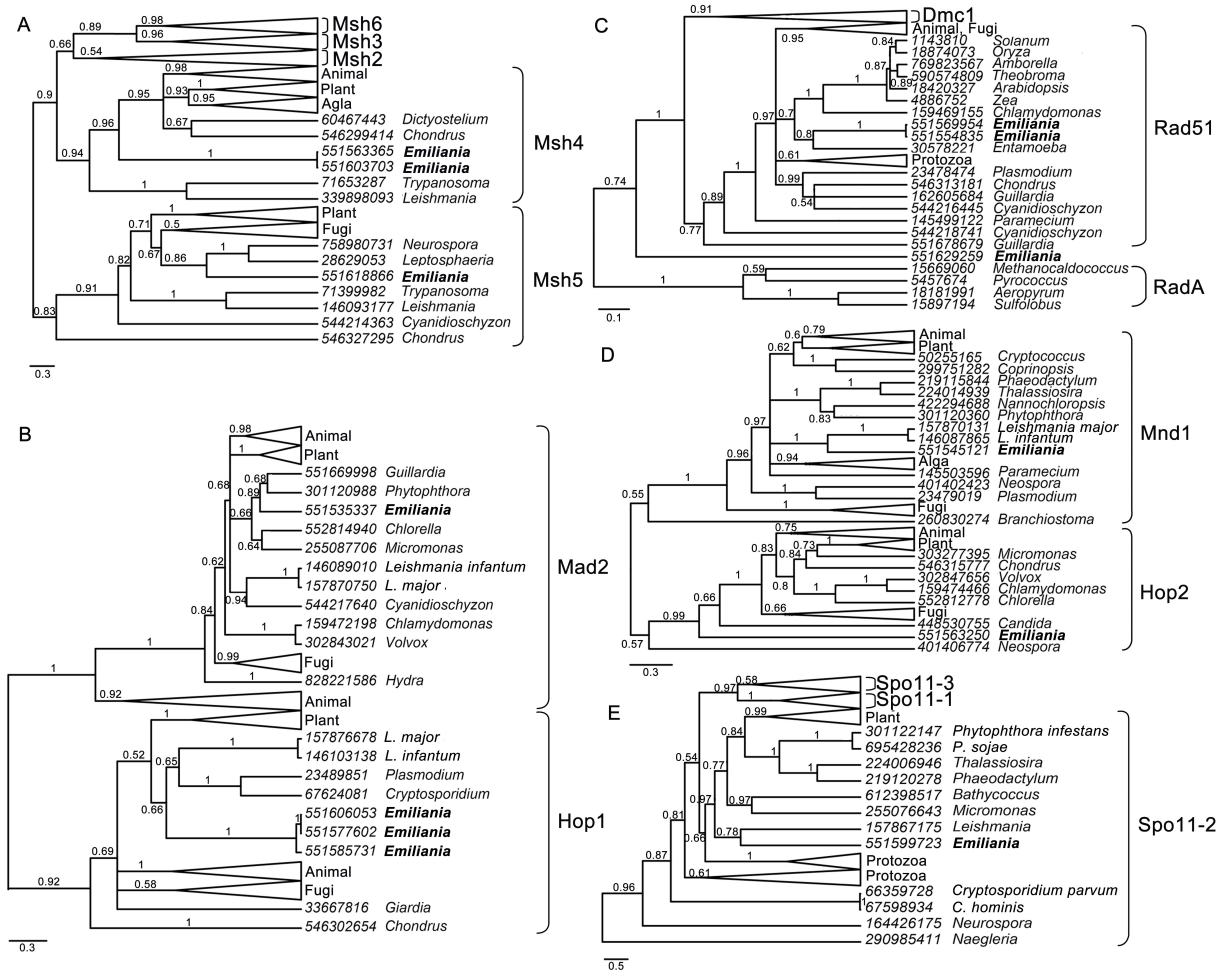 A
0.98
Msh6
0.89
0.96
Msh3
0.66
0.54
Msh2
0.98
Animal
0.9
0.95
0.93
1
Plant
0.95
Agla
0.96
0.67
60467443 Dictyostelium
546299414 Chondrus
Msh4
0.94
1
551563365 Emiliania
551603703 Emiliania
1
71653287 Trypanosoma
339898093 Leishmania
1
Plant
0.71
0.5
Fugi
0.67
1
758980731 Neurospora
0.86
28629053 Leptosphaeria
0.82
551618866 Emiliania
Msh5
0.91
1
71399982 Trypanosoma
146093177 Leishmania
0.83
544214363 Cyanidioschyzon
546327295 Chondrus
0.3
B
0.98
Animal
1
Plant
0.68
0.68
551669998 Guillardia
0.89
301120988 Phytophthora
0.66
551535337 Emiliania
552814940 Chlorella
0.64
255087706 Micromonas
0.62
1
146089010 Leishmania infantum
Mad2
157870750 L. major .
0.94
544217640 Cyanidioschyzon
0.84
159472198 Chlamydomonas
1
302843021 Volvox
1
0.99
Fugi
1
1
828221586 Hydra
0.92
Animal
1
Plant
0.52
1
157876678 L. major
0.65
146103138 L. infantum
1
23489851 Plasmodium
67624081 Cryptosporidium
0.66
1
551606053 Emiliania
1
551577602 Emiliania
Hop1
551585731 Emiliania
0.69
1
Animal
0.92
0.58
Fugi
33667816 Giardia
1
546302654 Chondrus
0.3
C
0.91
Dmc1
0.95
Animal, Fugi
0.84
1143810 Solanum
18874073 Oryza
0.87
769823567 Amborella
0.89
590574809 Theobroma
1
18420327 Arabidopsis
4886752 Zea
0.97
0.7
159469155 Chlamydomonas
1
1
551569954 Emiliania
0.8
551554835 Emiliania
Rad51
30578221 Entamoeba
0.61
Protozoa
1
23478474 Plasmodium
0.99
546313181 Chondrus
0.74
0.89
162605684 Guillardia
0.54
544216445 Cyanidioschyzon
145499122 Paramecium
0.77
544218741 Cyanidioschyzon
551678679 Guillardia
551629259 Emiliania
0.59
15669060 Methanocaldococcus
1
5457674 Pyrococcus
RadA
1
18181991 Aeropyrum
15897194 Sulfolobus
0.1
D
0.6
0.79
Animal
0.62
Plant
1
50255165 Cryptococcus
299751282 Coprinopsis
1
219115844 Phaeodactylum
1
224014939 Thalassiosira
422294688 Nannochloropsis
0.97
0.83
301120360 Phytophthora
1
157870131 Leishmania major
Mnd1
1
146087865 L. infantum
551545121 Emiliania
0.96
0.94
Alga
145503596 Paramecium
1
1
401402423 Neospora
23479019 Plasmodium
0.55
1
Fugi
260830274 Branchiostoma
0.75
Animal
0.73
1
Plant
0.83
0.84
303277395 Micromonas
546315777 Chondrus
1
0.8
1
302847656 Volvox
1
159474466 Chlamydomonas
Hop2
552812778 Chlorella
0.66
0.66
Fugi
0.99
448530755 Candida
551563250 Emiliania
0.57
401406774 Neospora
0.3
E
0.58
Spo11-3
0.97
1
Spo11-1
0.99
Plant
0.84
1
301122147 Phytophthora infestans
695428236 P. sojae
0.54
1
0.77
1
224006946 Thalassiosira
219120278 Phaeodactylum
0.97
0.97
612398517 Bathycoccus
255076643 Micromonas
0.81
0.78
157867175 Leishmania
Spo11-2
0.66
551599723 Emiliania
0.87
1
Protozoa
0.61
Protozoa
0.96
66359728 Cryptosporidium parvum
1
67598934 C. hominis
164426175 Neurospora
290985411 Naegleria
0.5